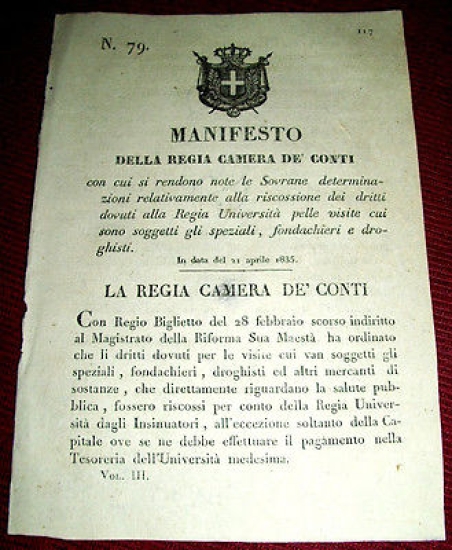 117
N. 79.
MANIFESTO
DELLA REGIA CAMERA DE' CONTI
con cui si rendono note le Sovrane determina-
zioni relativamente alla riscossione dei dritti
dovuti alla Regia Università pelle visite cui
sono soggetti gli speziali, fondachieri e dro-
ghisti.
In data del 21 aprile 1835.
LA REGIA CAMERA DE' CONTI
Con Regio Biglietto del 28 febbraio scorso indiritto
al Magistrato della Riforma Sua Maestà ha ordinato
che li dritti dovuti per le visite cui van soggetti gli
speziali, fondachieri, droghisti ed altri mercanti di
sostanze, che direttamente riguardano la salute pub-
blica, fossero riscossi per conto della Regia Univer-
sità dagli Insinuatori, all'eccezione soltanto della Ca-
pitale ove se ne debbe effettuare il pagamento nella
Tesoreria dell'Università medesima.
Vol. III.